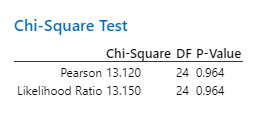 Chi-Square Test
Chi-Square DF P-Value
Pearson 13.120 24 0.964
Likelihood Ratio 13.150 24 0.964